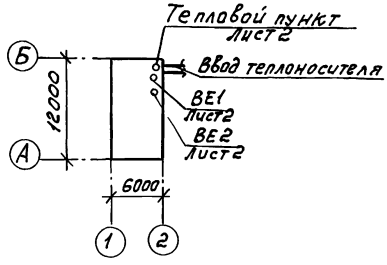 Тепловой пункт
Лист 2
Б
Ввод теплоносителя
12000
ВЕ1
Лист 2
ВЕ2
Лист 2
А
6000
1
2